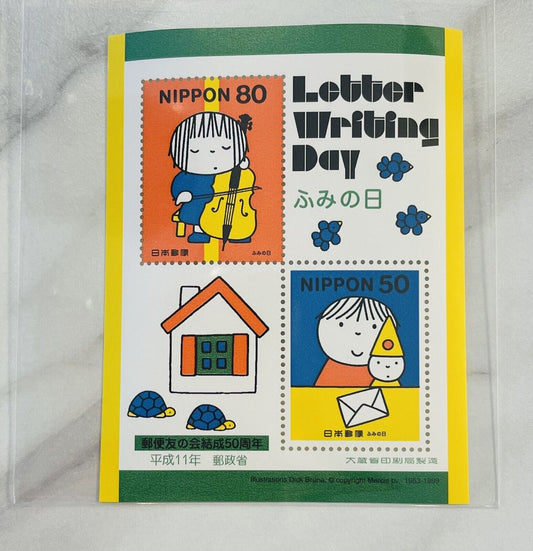 NIPPON 80
日本郵便 ふみの日
Letter
Writing
Day
ふみの日
NIPPON 50
日本郵便 ふみの日
郵便友の会結成50周年
平成11年 郵政省
大蔵省印刷局製造
Illustrations Dick Bruna, © copyright Mercis bv, 1953-1999